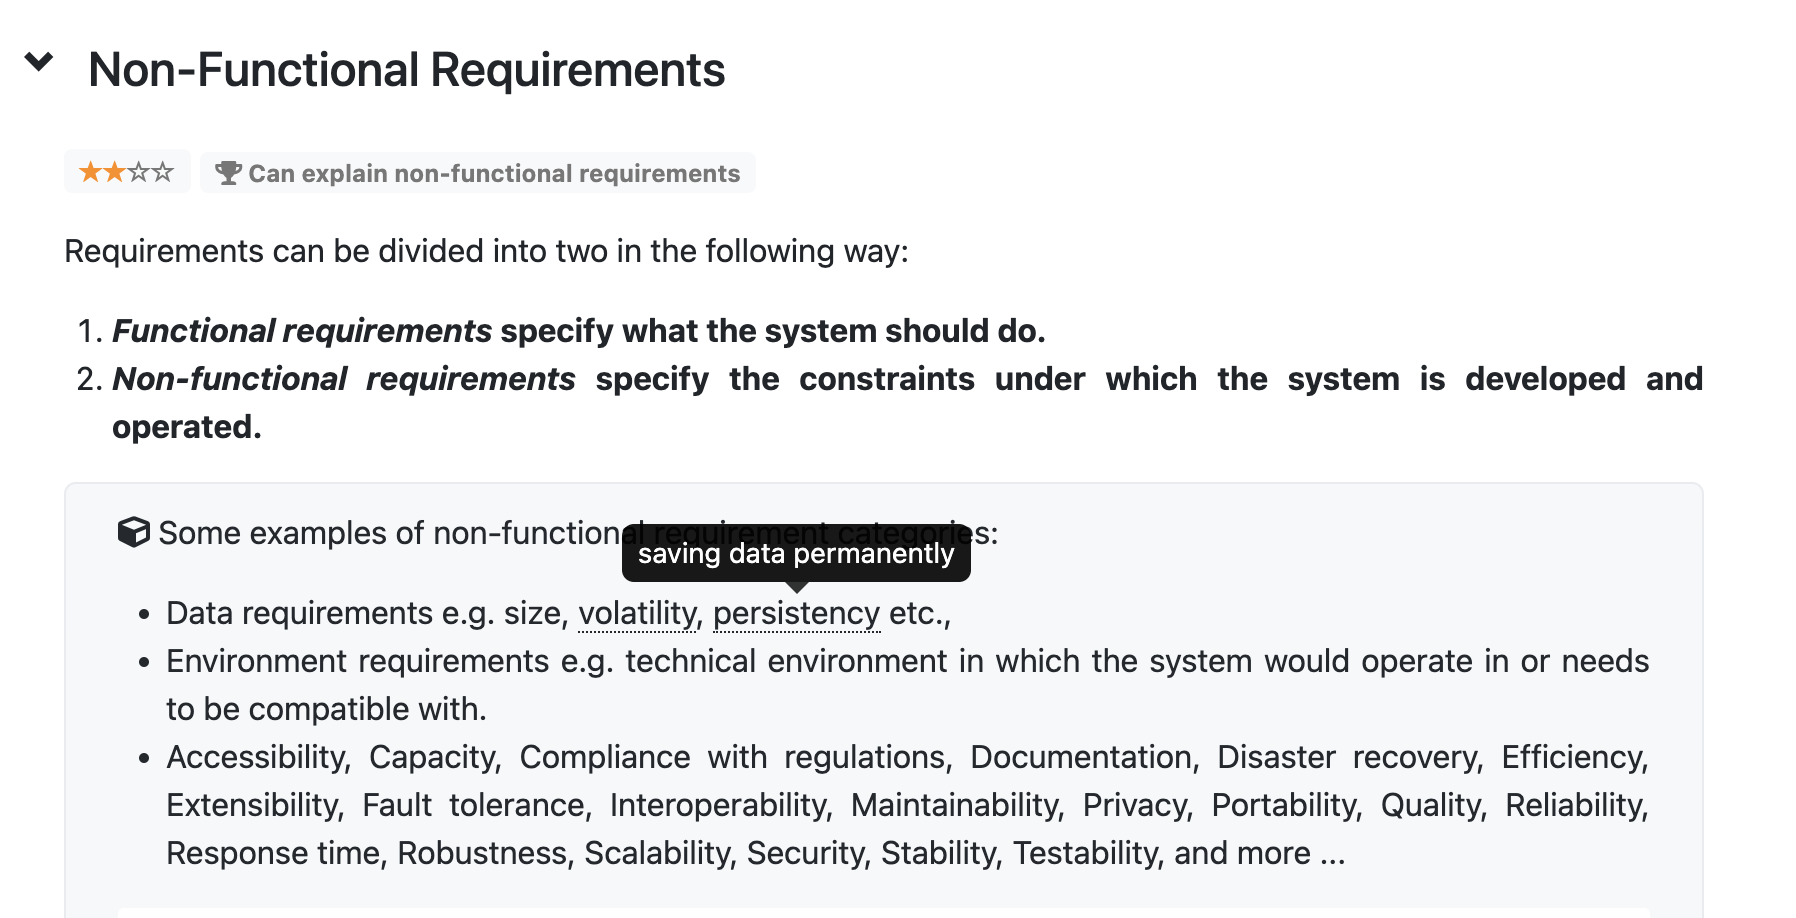 Non-Functional Requirements
Can explain non-functional requirements
Requirements can be divided into two in the following way:
1. Functional requirements specify what the system should do.
2. Non-functional requirements specify the constraints under which the system is developed and
operated.
Some examples of non-functional requirement categories:
saving data permanently
• Data requirements e.g. size, volatility, persistency etc.,
• Environment requirements e.g. technical environment in which the system would operate in or needs
to be compatible with.
• Accessibility, Capacity, Compliance with regulations, Documentation, Disaster recovery, Efficiency,
Extensibility, Fault tolerance, Interoperability, Maintainability, Privacy, Portability, Quality, Reliability,
Response time, Robustness, Scalability, Security, Stability, Testability, and more ...